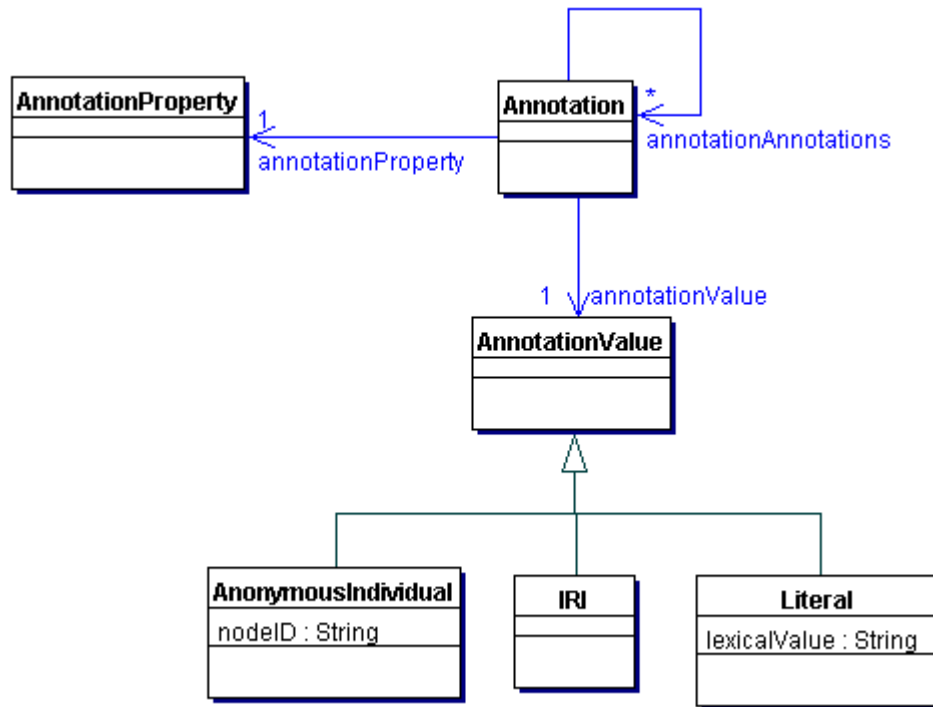 AnnotationProperty
Annotation
1
*
annotationProperty
annotationAnnotations
1
annotationValue
AnnotationValue
AnonymousIndividual
nodeID : String
IRI
Literal
lexicalValue : String